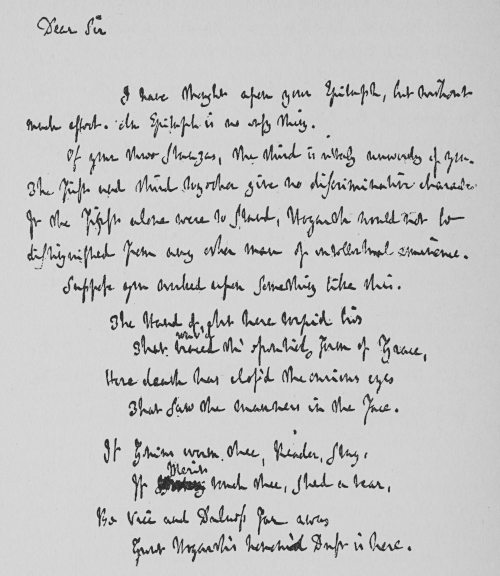 Dear Sir
I have thought upon your Epitaph, but without
much effort. An Epitaph is no easy thing.
Of your three stanzas, the third is utterly unworthy of you.
The first and third together give no discriminative character
If the first alone were to stand, Hogarth would not be
distinguished from any other man of intellectual eminence.
Suppose you worked upon something like this.
The Hand of Art here torpid lies
wav'd
That traced th' essential form of Grace,
Here death has clos'd the curious eyes
That saw the manners in the Face.
If Genius warm thee, Reader, stay,
Merit
If touch thee, shed a tear,
Be Vice and Dulness far away
Great Hogarth's honour'd Dust is here.